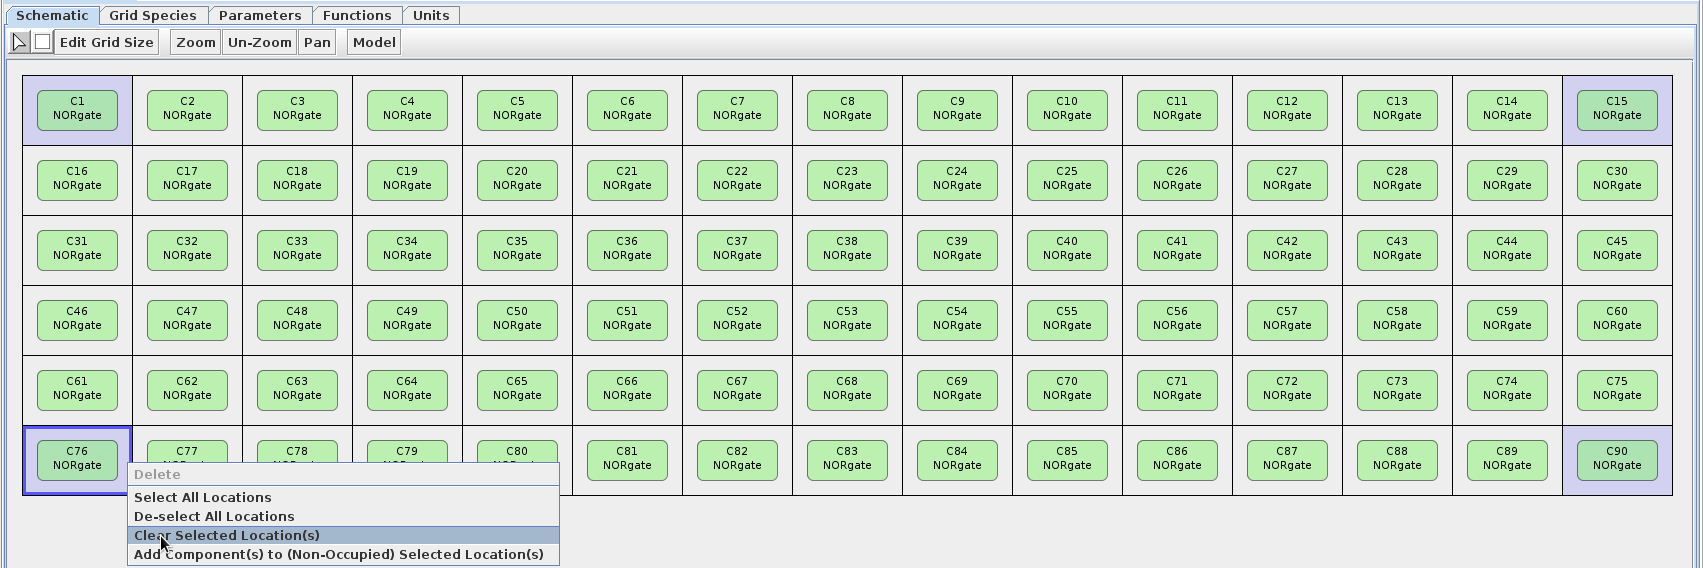 Schematic Grid Species Parameters Functions Units
Edit Grid Size Zoom Un-Zoom Pan Model
C1 C2 C3 C4 C5 C6 C7 C8 C9 C10 C11 C12 C13 C14 C15
NORgate NORgate NORgate NORgate NORgate NORgate NORgate NORgate NORgate NORgate NORgate NORgate NORgate NORgate NORgate
C16 C17 C18 C19 C20 C21 C22 C23 C24 C25 C26 C27 C28 C29 C30
NORgate NORgate NORgate NORgate NORgate NORgate NORgate NORgate NORgate NORgate NORgate NORgate NORgate NORgate NORgate
C31 C32 C33 C34 C35 C36 C37 C38 C39 C40 C41 C42 C43 C44 C45
NORgate NORgate NORgate NORgate NORgate NORgate NORgate NORgate NORgate NORgate NORgate NORgate NORgate NORgate NORgate
C46 C47 C48 C49 C50 C51 C52 C53 C54 C55 C56 C57 C58 C59 C60
NORgate NORgate NORgate NORgate NORgate NORgate NORgate NORgate NORgate NORgate NORgate NORgate NORgate NORgate NORgate
C61 C62 C63 C64 C65 C66 C67 C68 C69 C70 C71 C72 C73 C74 C75
NORgate NORgate NORgate NORgate NORgate NORgate NORgate NORgate NORgate NORgate NORgate NORgate NORgate NORgate NORgate
C76 C77 C78 C79 C80 C81 C82 C83 C84 C85 C86 C87 C88 C89 C90
NORgate NORgate NORgate NORgate NORgate NORgate NORgate NORgate NORgate NORgate NORgate
Delete
Select All Locations
De-select All Locations
Clear Selected Location(s)
Add Component(s) to (Non-Occupied) Selected Location(s)